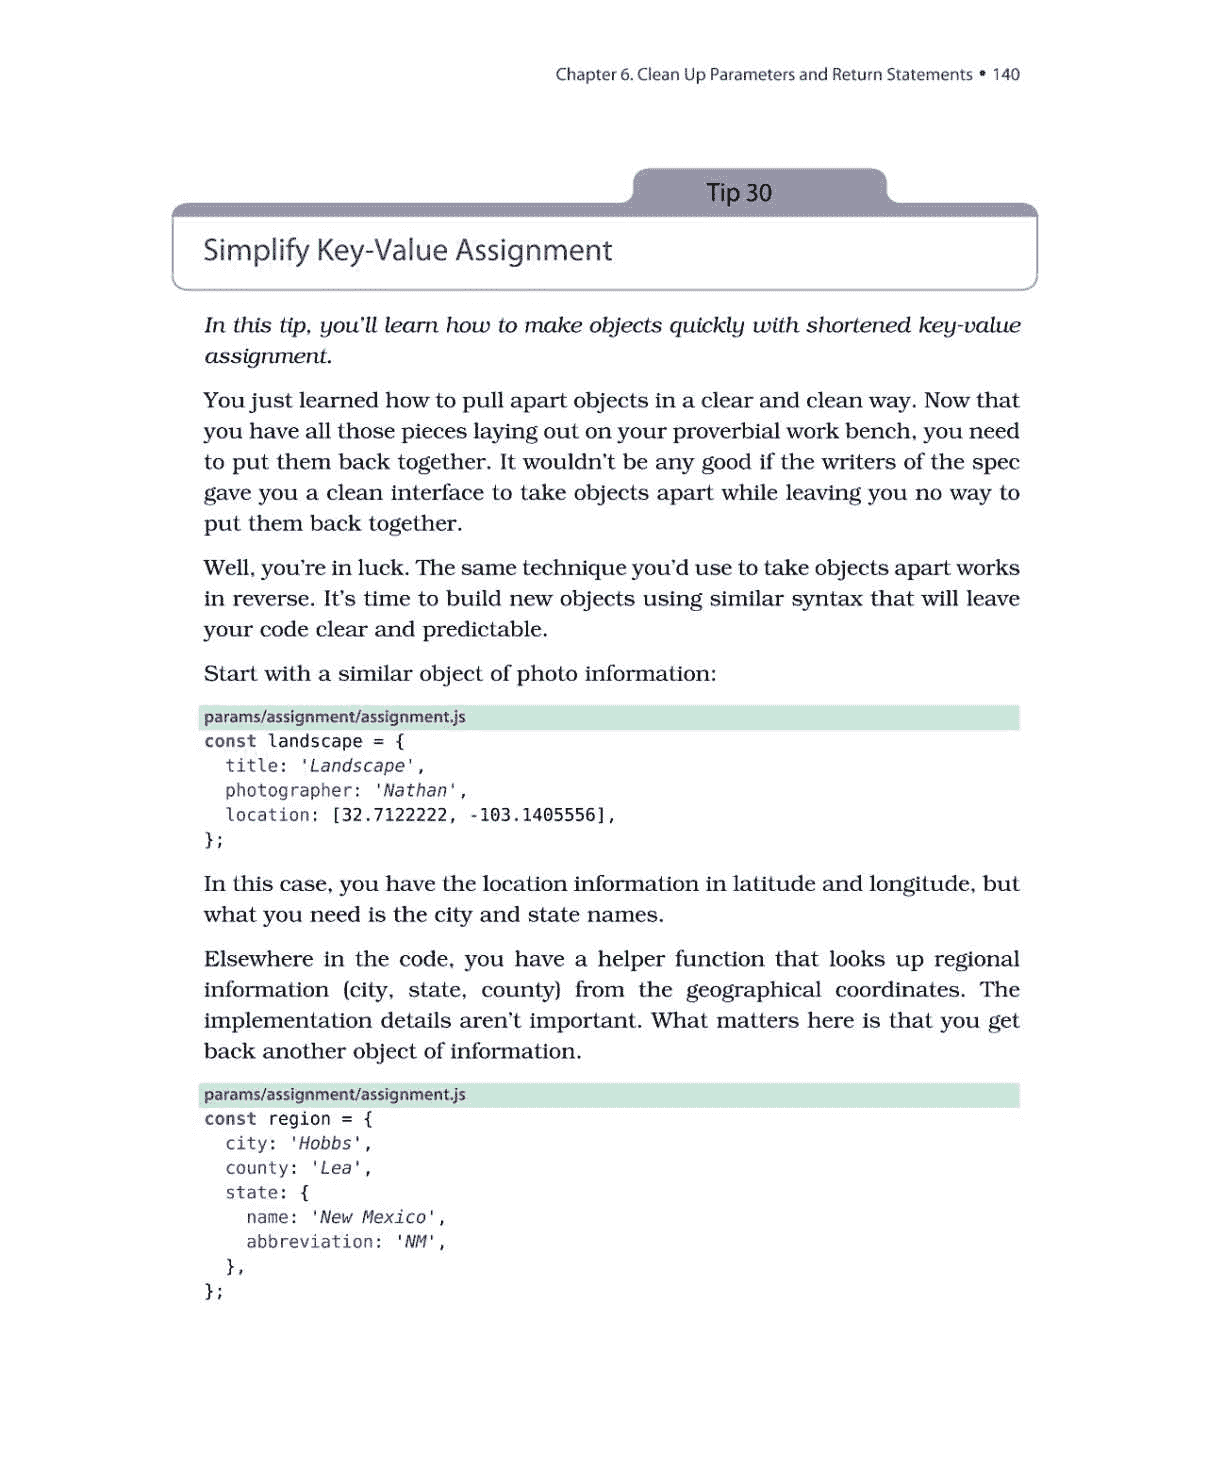 Chapter 6. Clean Up Parameters and Return Statements • 140
Tip 30
Simplify Key-Value Assignment
In this tip, you'll learn how to make objects quickly with shortened key-value
assignment.
You just learned how to pull apart objects in a clear and clean way. Now that
you have all those pieces laying out on your proverbial work bench, you need
to put them back together. It wouldn't be any good if the writers of the spec
gave you a clean interface to take objects apart while leaving you no way to
put them back together.
Well, you're in luck. The same technique you'd use to take objects apart works
in reverse. It's time to build new objects using similar syntax that will leave
your code clear and predictable.
Start with a similar object of photo information:
params/assignment/assignment.js
const landscape = {
  title: 'Landscape',
  photographer: 'Nathan',
  location: [32.7122222, -103.1405556],
};
In this case, you have the location information in latitude and longitude, but
what you need is the city and state names.
Elsewhere in the code, you have a helper function that looks up regional
information (city, state, county) from the geographical coordinates. The
implementation details aren't important. What matters here is that you get
back another object of information.
params/assignment/assignment.js
const region = {
  city: 'Hobbs',
  county: 'Lea',
  state: {
    name: 'New Mexico',
    abbreviation: 'NM',
  },
};